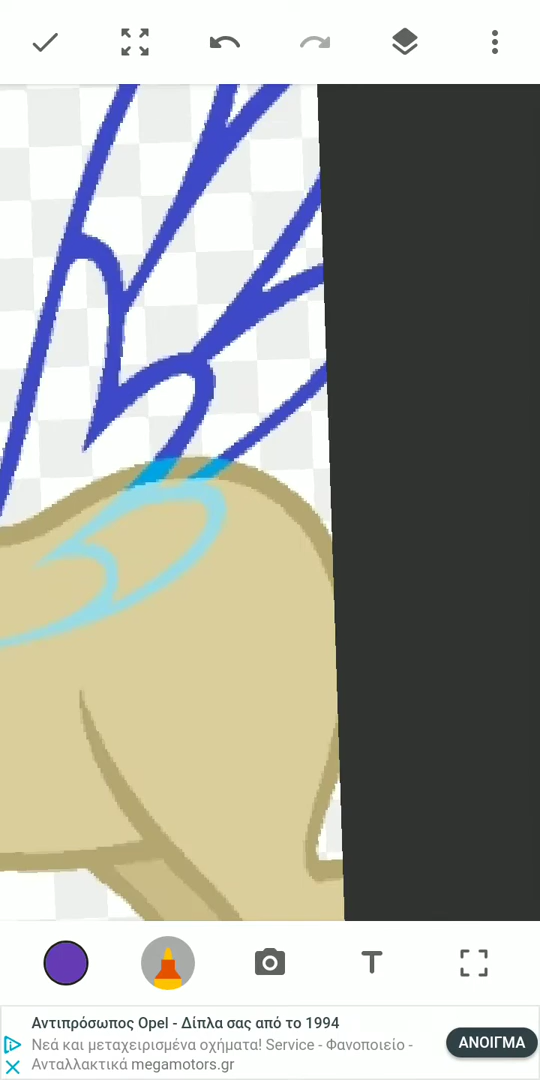 T
Αντιπρόσωπος Opel - Δίπλα σας από το 1994
Νεά και μεταχειρισμένα οχήματα! Service - Φανοποιείο -
Ανταλλακτικά megamotors.gr
ΑΝΟΙΓΜΑ